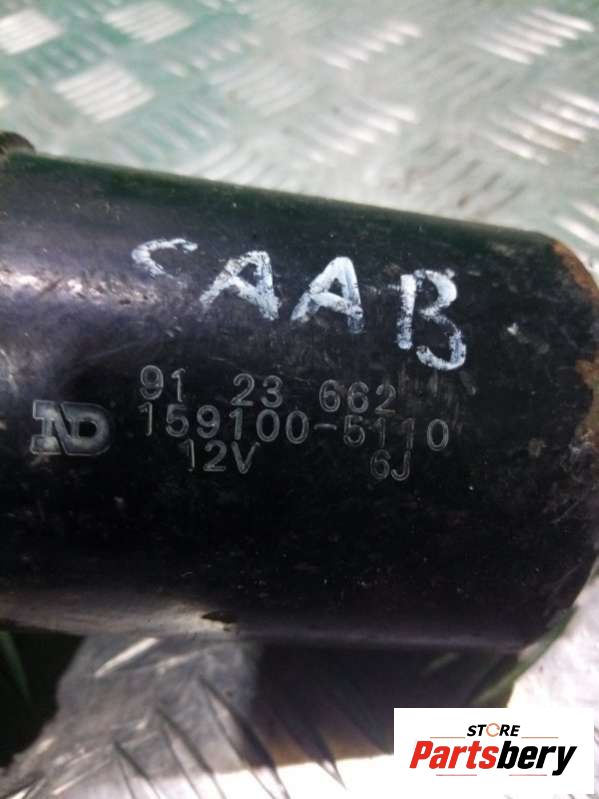 SAAB
91 23 662
ND 159100-5110
12V 6J
STORE
Partsbery